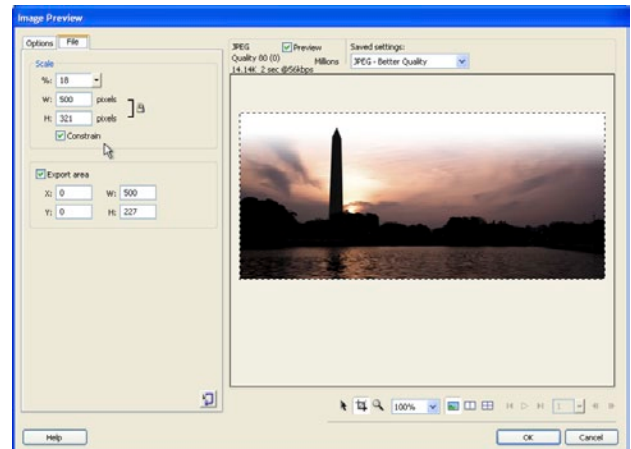 Image Preview
Options File
Scale
%: 18
W: 500 pixels
H: 321 pixels
Constrain
Export area
X: 0 W: 500
Y: 0 H: 227
JPEG Preview
Quality 80 (0) Millions
14.14K 2 sec @56kbps
Saved settings:
JPEG - Better Quality
100%
1
Help
OK
Cancel